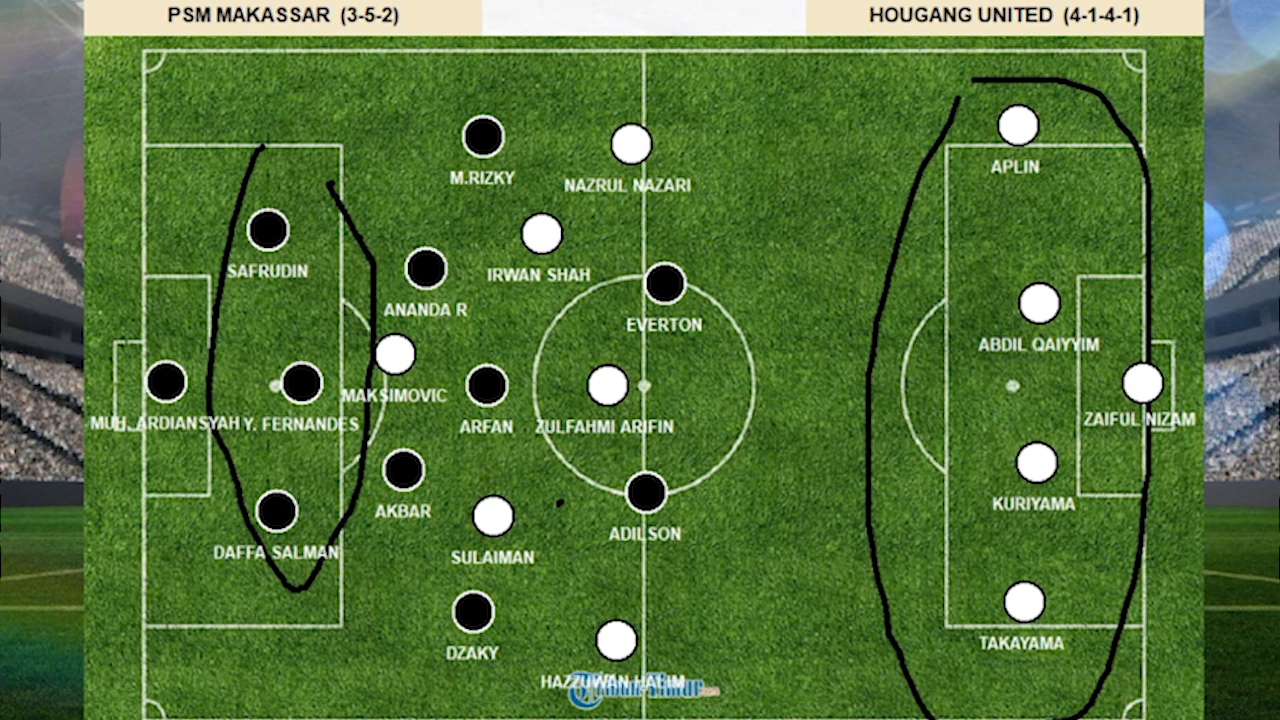 PSM MAKASSAR (3-5-2)
HOUGANG UNITED (4-1-4-1)
M.RIZKY
NAZRUL NAZARI
APLIN
SAFRUDIN
IRWAN SHAH
ANANDA R
EVERTON
ABDIL QAIYYIM
MAKSIMOVIC
MUH. ARDIANSYAH
Y. FERNANDES
ARFAN
ZULFAHMI ARIFIN
ZAIFUL NIZAM
AKBAR
KURIYAMA
ADILSON
DAFFA SALMAN
SULAIMAN
DZAKY
TAKAYAMA
HAZZUWAN HALIM